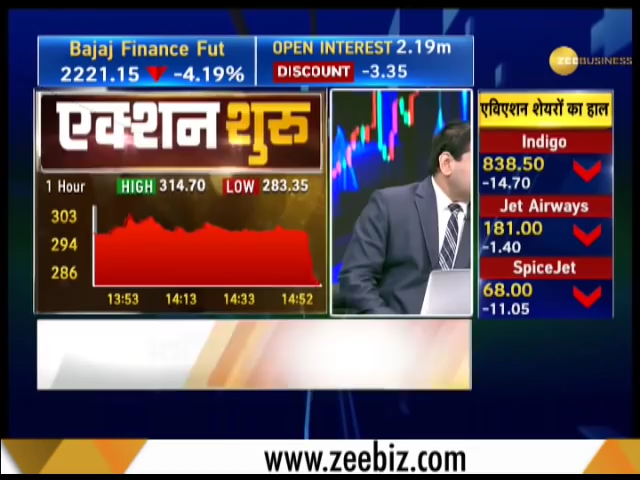 Bajaj Finance Fut
2221.15 -4.19%
OPEN INTEREST 2.19m
DISCOUNT -3.35
ZEE BUSINESS
एक्शन शुरु
1 Hour HIGH 314.70 LOW 283.35
303
294
286
13:53 14:13 14:33 14:52
एविएशन शेयरों का हाल
Indigo
838.50
-14.70
Jet Airways
181.00
-1.40
SpiceJet
68.00
-11.05
www.zeebiz.com